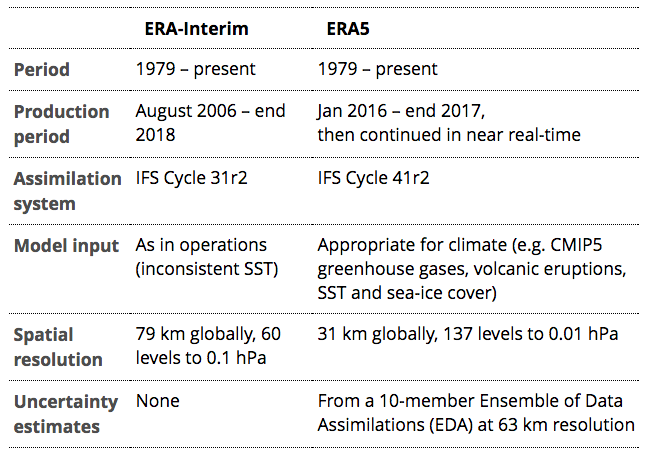 ERA-Interim ERA5
Period 1979 – present 1979 – present
Production period August 2006 – end 2018 Jan 2016 – end 2017, then continued in near real-time
Assimilation system IFS Cycle 31r2 IFS Cycle 41r2
Model input As in operations (inconsistent SST) Appropriate for climate (e.g. CMIP5 greenhouse gases, volcanic eruptions, SST and sea-ice cover)
Spatial resolution 79 km globally, 60 levels to 0.1 hPa 31 km globally, 137 levels to 0.01 hPa
Uncertainty estimates None From a 10-member Ensemble of Data Assimilations (EDA) at 63 km resolution